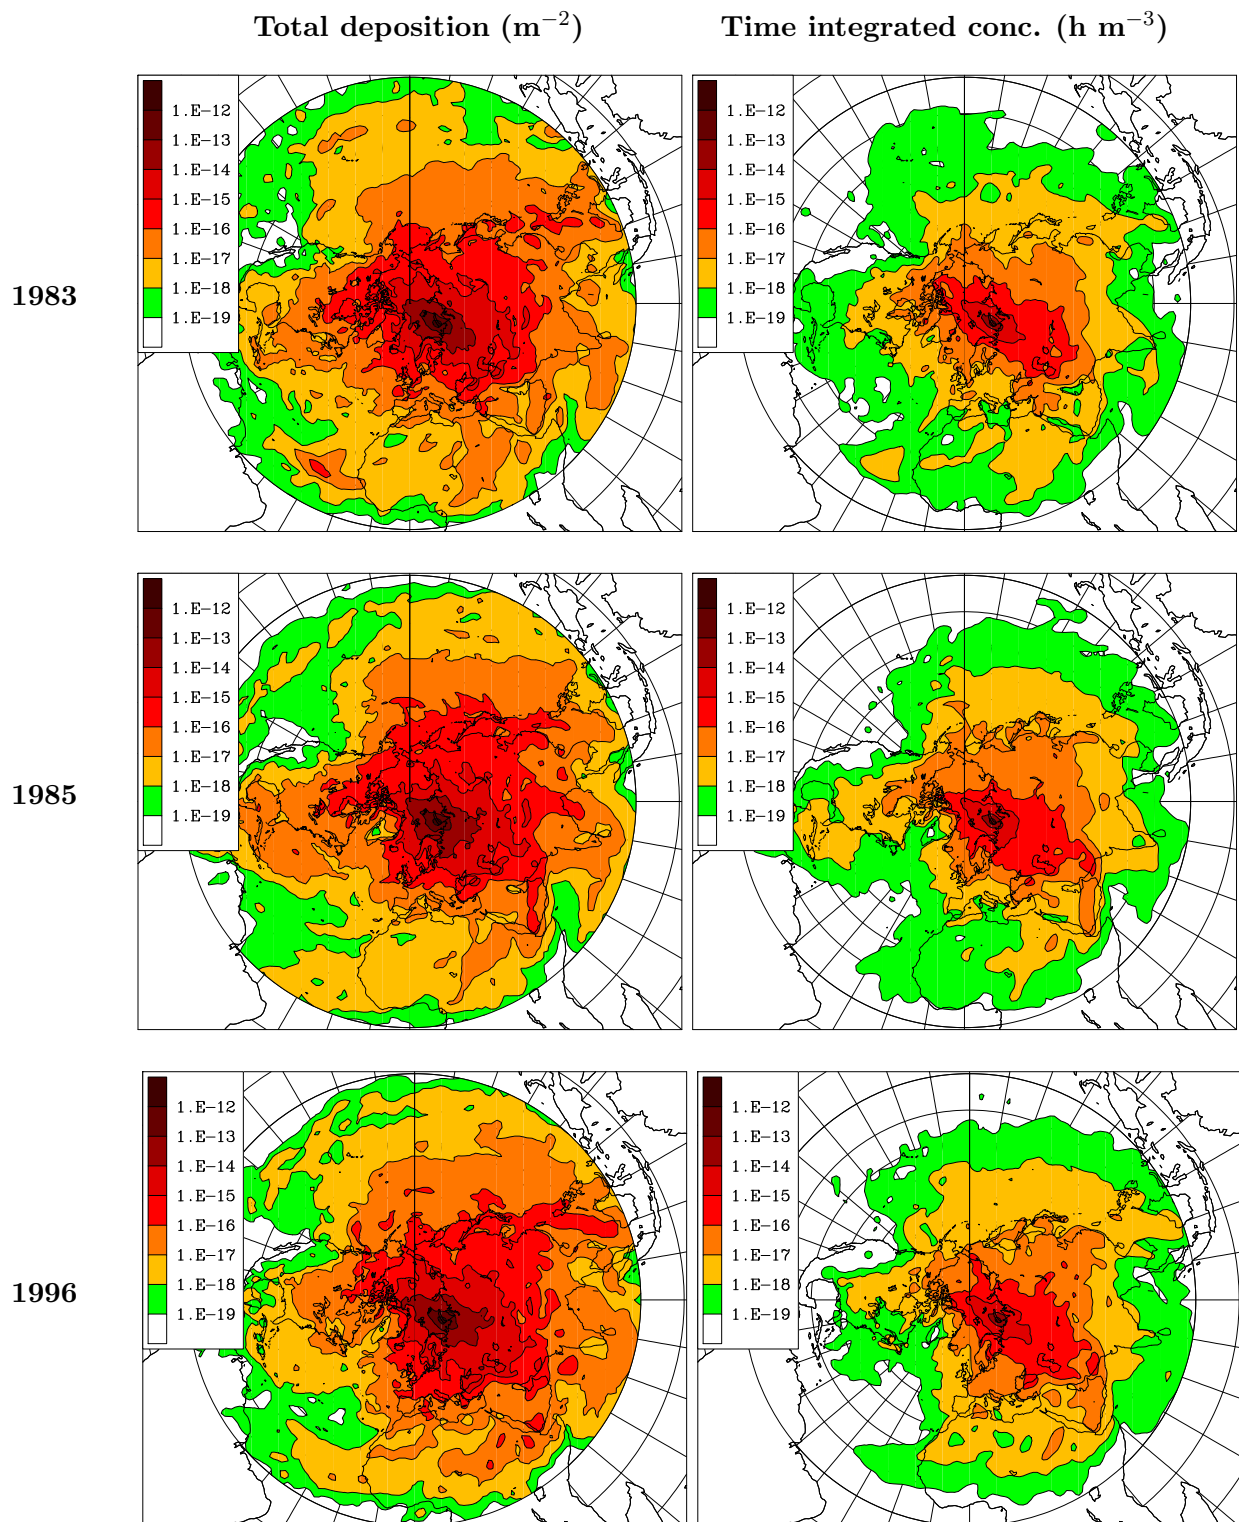 Total deposition (m⁻²) Time integrated conc. (h m⁻³)
1.E−12 1.E−12
1.E−13 1.E−13
1.E−14 1.E−14
1.E−15 1.E−15
1.E−16 1.E−16
1.E−17 1.E−17
1983 1.E−18 1.E−18
1.E−19 1.E−19
1.E−12 1.E−12
1.E−13 1.E−13
1.E−14 1.E−14
1.E−15 1.E−15
1.E−16 1.E−16
1.E−17 1.E−17
1985 1.E−18 1.E−18
1.E−19 1.E−19
1.E−12 1.E−12
1.E−13 1.E−13
1.E−14 1.E−14
1.E−15 1.E−15
1.E−16 1.E−16
1.E−17 1.E−17
1996 1.E−18 1.E−18
1.E−19 1.E−19